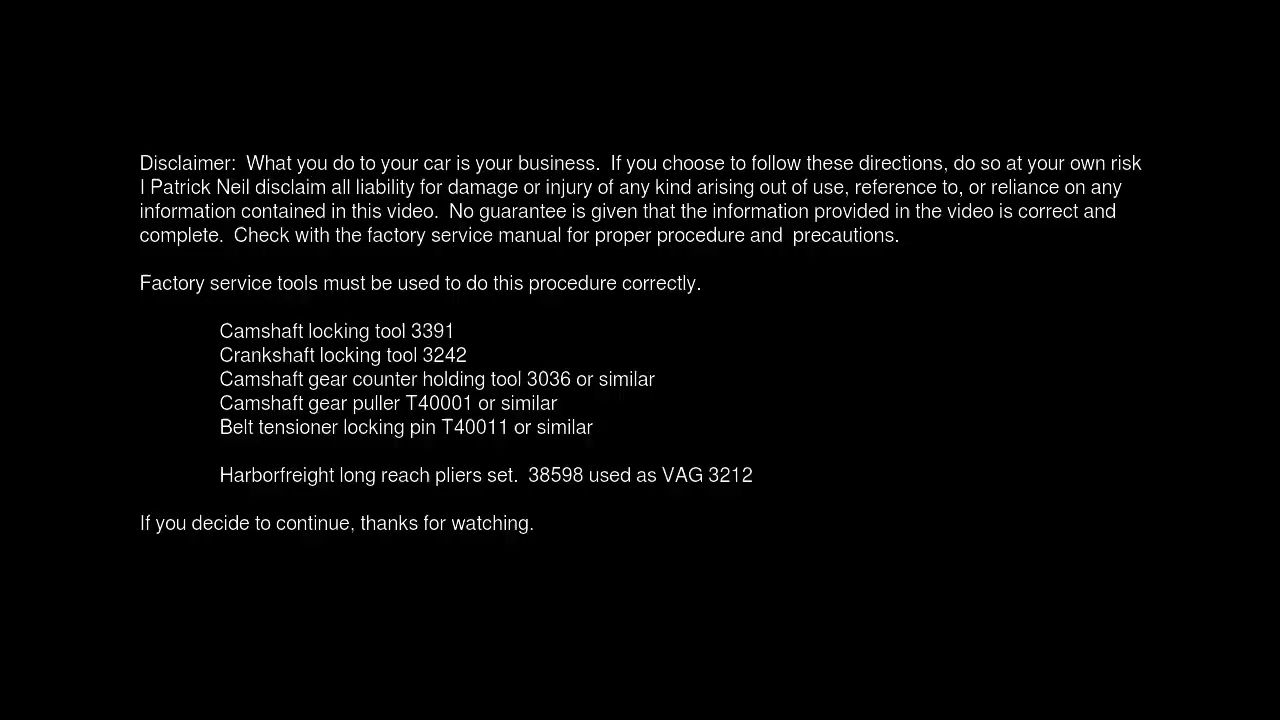 Disclaimer:  What you do to your car is your business.  If you choose to follow these directions, do so at your own risk
I Patrick Neil disclaim all liability for damage or injury of any kind arising out of use, reference to, or reliance on any
information contained in this video.  No guarantee is given that the information provided in the video is correct and
complete.  Check with the factory service manual for proper procedure and  precautions.
Factory service tools must be used to do this procedure correctly.
Camshaft locking tool 3391
Crankshaft locking tool 3242
Camshaft gear counter holding tool 3036 or similar
Camshaft gear puller T40001 or similar
Belt tensioner locking pin T40011 or similar
Harborfreight long reach pliers set.  38598 used as VAG 3212
If you decide to continue, thanks for watching.